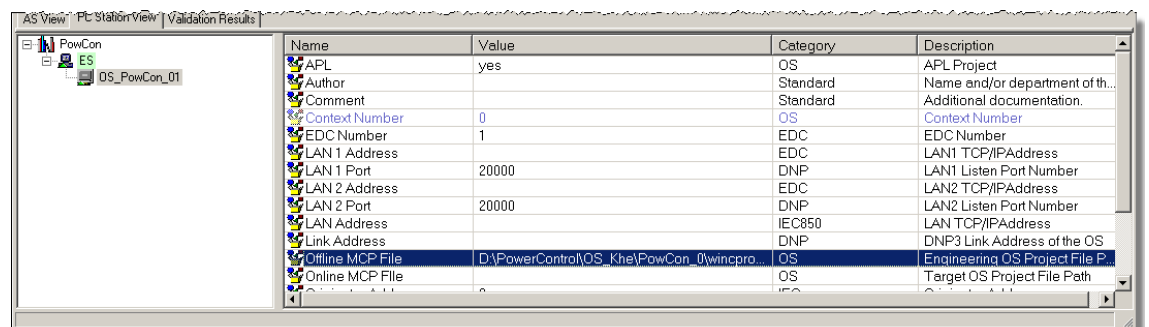 AS View PC Station View Validation Results
PowCon
ES
OS_PowCon_01
Name Value Category Description
APL yes OS APL Project
Author Standard Name and/or department of th...
Comment Standard Additional documentation.
Context Number 0 OS Context Number
EDC Number 1 EDC EDC Number
LAN 1 Address EDC LAN1 TCP/IPAddress
LAN 1 Port 20000 DNP LAN1 Listen Port Number
LAN 2 Address EDC LAN2 TCP/IPAddress
LAN 2 Port 20000 DNP LAN2 Listen Port Number
LAN Address IEC850 LAN TCP/IPAddress
Link Address DNP DNP3 Link Address of the OS
Offline MCP File D:\PowerControl\OS_Khe\PowCon_0\wincpro... OS Engineering OS Project File P...
Online MCP FIle OS Target OS Project File Path